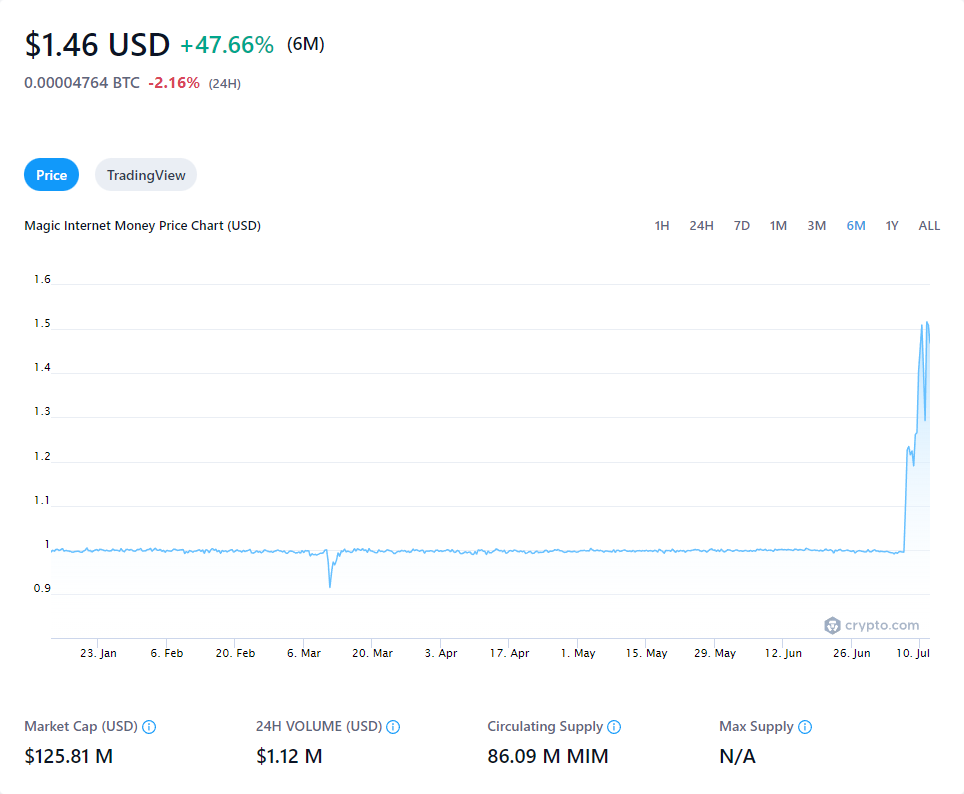 $1.46 USD +47.66% (6M)
0.00004764 BTC -2.16% (24H)
Price TradingView
Magic Internet Money Price Chart (USD) 1H 24H 7D 1M 3M 6M 1Y ALL
1.6
1.5
1.4
1.3
1.2
1.1
1
0.9
crypto.com
23. Jan 6. Feb 20. Feb 6. Mar 20. Mar 3. Apr 17. Apr 1. May 15. May 29. May 12. Jun 26. Jun 10. Jul
Market Cap (USD) 24H VOLUME (USD) Circulating Supply Max Supply
$125.81 M $1.12 M 86.09 M MIM N/A